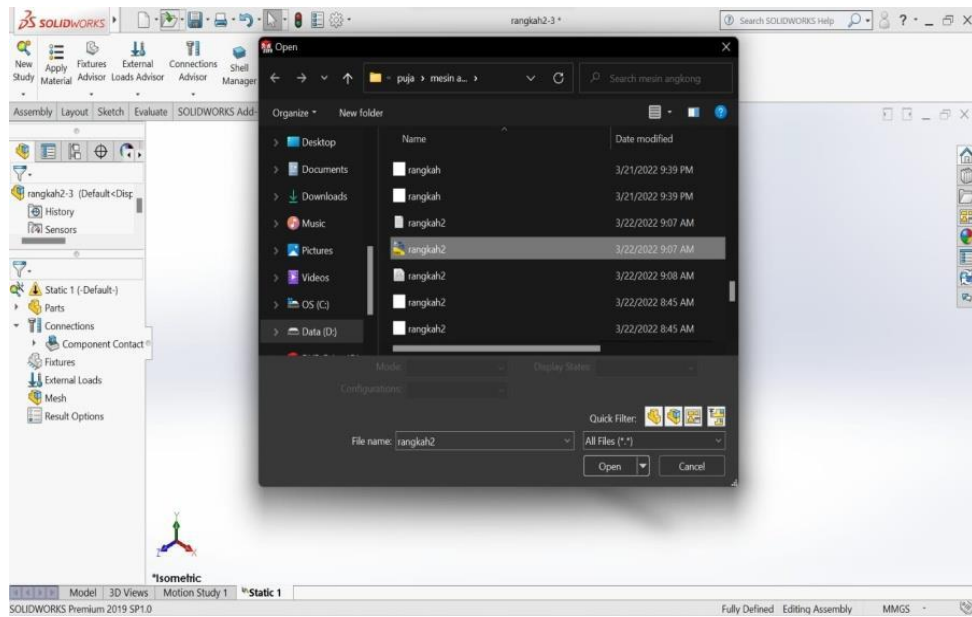 SOLIDWORKS
rangkah2-3 *
Search SOLIDWORKS Help
New Study
Apply Material
Fixtures Advisor
External Loads Advisor
Connections Advisor
Shell Manager
Assembly Layout Sketch Evaluate SOLIDWORKS Add-
rangkah2-3 (Default<Disp
History
Sensors
Static 1 (-Default-)
Parts
Connections
Component Contact
Fixtures
External Loads
Mesh
Result Options
Open
puja > mesin a... >
Search mesin angkong
Organize New folder
Desktop
Documents
Downloads
Music
Pictures
Videos
OS (C:)
Data (D:)
Name Date modified
rangkah 3/21/2022 9:39 PM
rangkah 3/21/2022 9:39 PM
rangkah2 3/22/2022 9:07 AM
rangkah2 3/22/2022 9:07 AM
rangkah2 3/22/2022 9:08 AM
rangkah2 3/22/2022 8:45 AM
rangkah2 3/22/2022 8:45 AM
Mode: Display States:
Configurations:
Quick Filter:
File name: rangkah2 All Files (*.*)
Open Cancel
Y
Z X
*Isometric
Model 3D Views Motion Study 1 Static 1
SOLIDWORKS Premium 2019 SP1.0 Fully Defined Editing Assembly MMGS